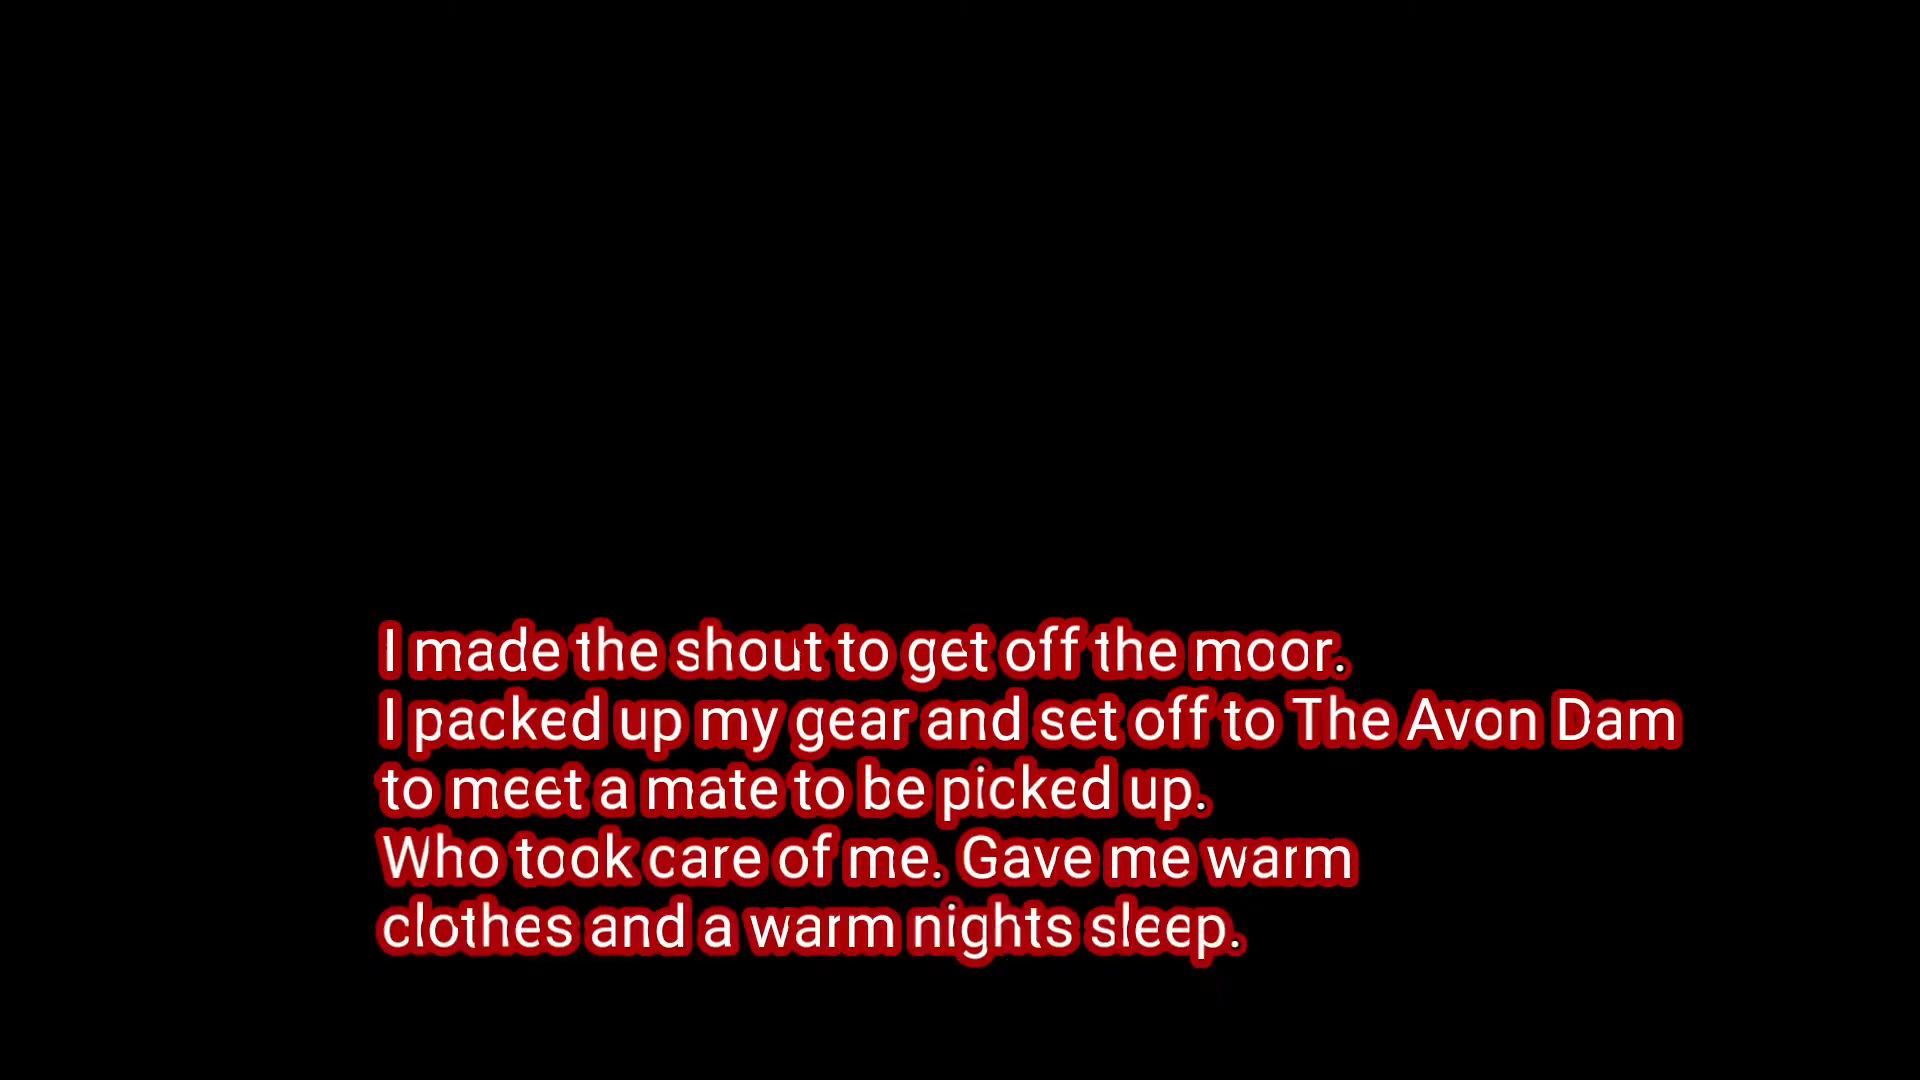 I made the shout to get off the moor.
I packed up my gear and set off to The Avon Dam
to meet a mate to be picked up.
Who took care of me. Gave me warm
clothes and a warm nights sleep.